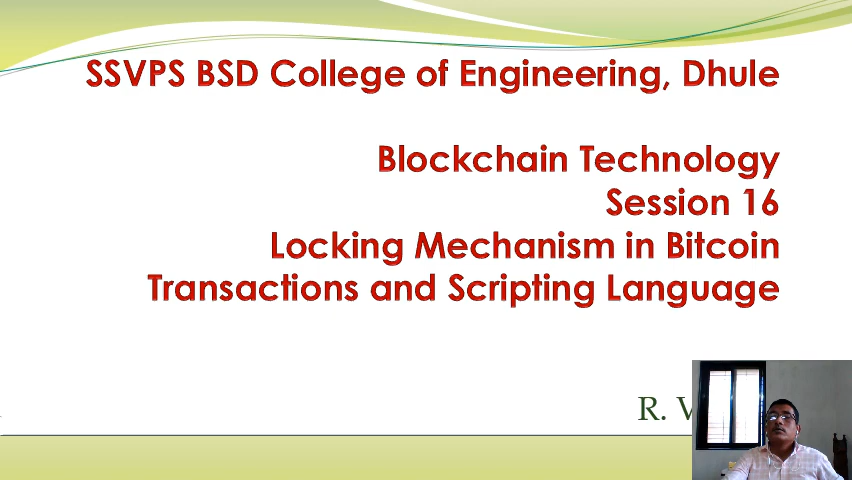 SSVPS BSD College of Engineering, Dhule
Blockchain Technology
Session 16
Locking Mechanism in Bitcoin
Transactions and Scripting Language
R.